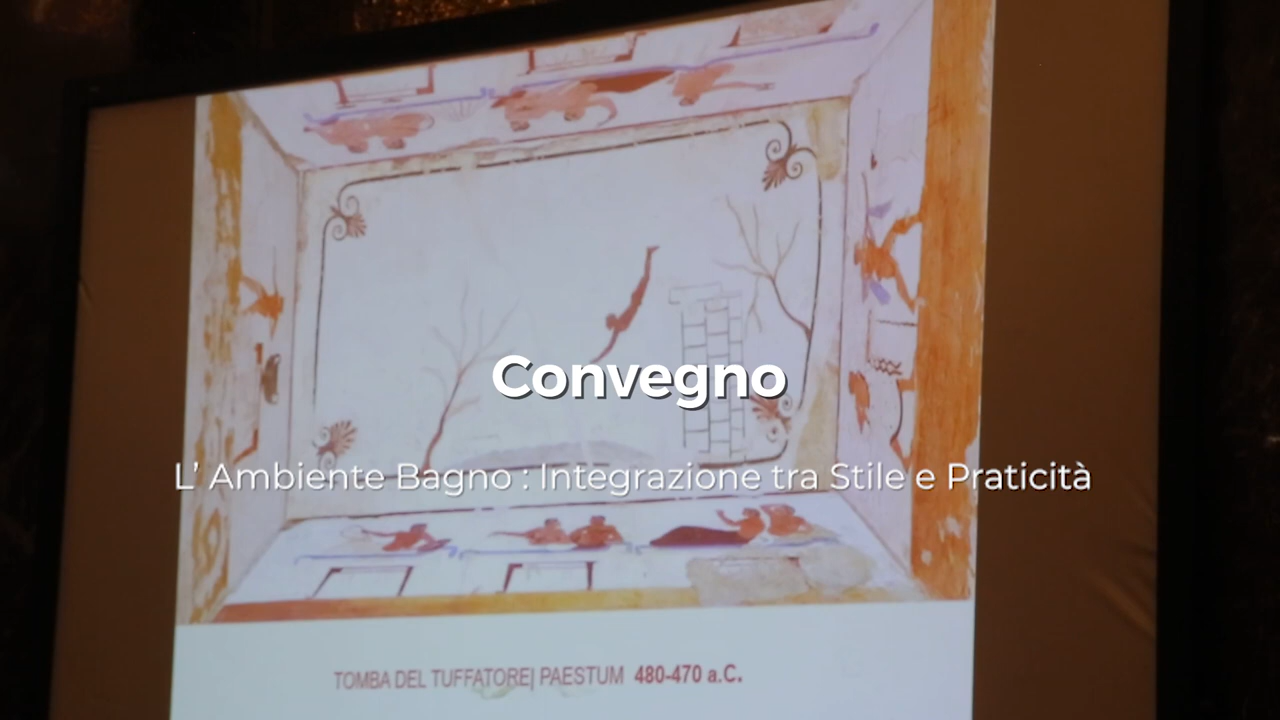 Convegno
L’ Ambiente Bagno : Integrazione tra Stile e Praticità
TOMBA DEL TUFFATORE| PAESTUM 480-470 a.C.